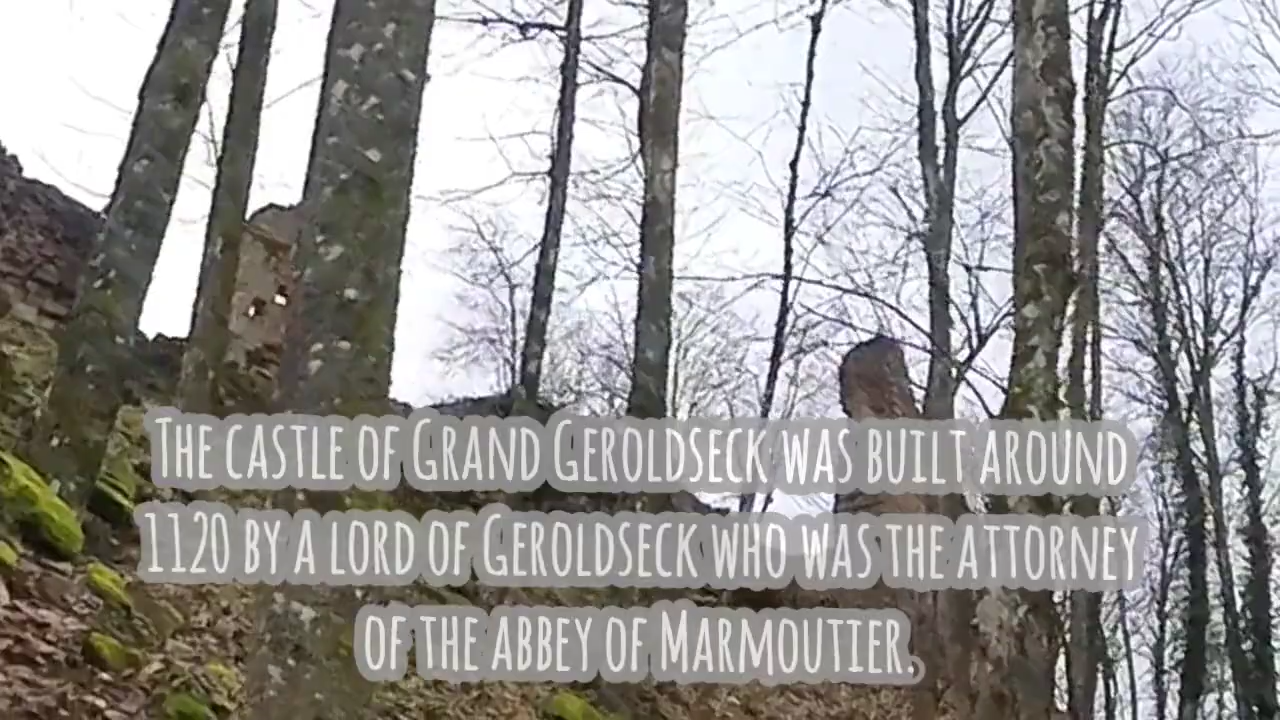 The castle of Grand Geroldseck was built around
1120 by a lord of Geroldseck who was the attorney
of the abbey of Marmoutier.